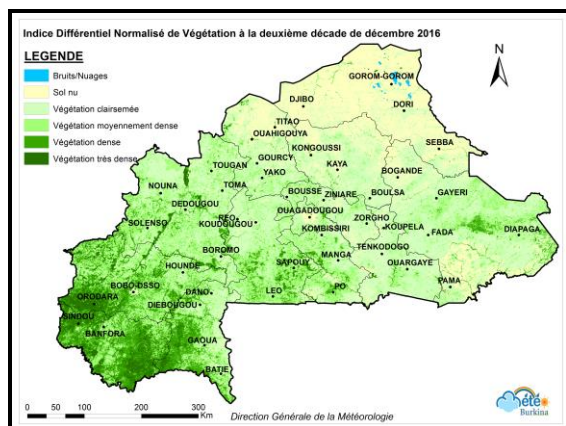 Indice Différentiel Normalisé de Végétation à la deuxième décade de décembre 2016
LEGENDE
Bruits/Nuages
Sol nu
Végétation clairsemée
Végétation moyennement dense
Végétation dense
Végétation très dense
N
GOROM-GOROM
DJIBO
DORI
TITAO
OUAHIGOUYA
SEBBA
KONGOUSSI
TOUGAN
GOURCY
KAYA
BOGANDE
YAKO
NOUNA
TOMA
BOUSSE
ZINIARE
BOULSA
GAYERI
DEDOUGOU
REO
OUAGADOUGOU
SOLENSO
KOUDOUGOU
ZORGHO
KOMBISSIRI
KOUPELA
FADA
DIAPAGA
BOROMO
TENKODOGO
HOUNDE
SAPOUY
MANGA
OUARGAYE
PAMA
BOBO-DSSO
DANO
LEO
PO
ORODARA
DIEBOUGOU
SINDOU
BANFORA
GAOUA
BATIE
0 50 100 200 300
Km
Direction Générale de la Météorologie
été
Burkina